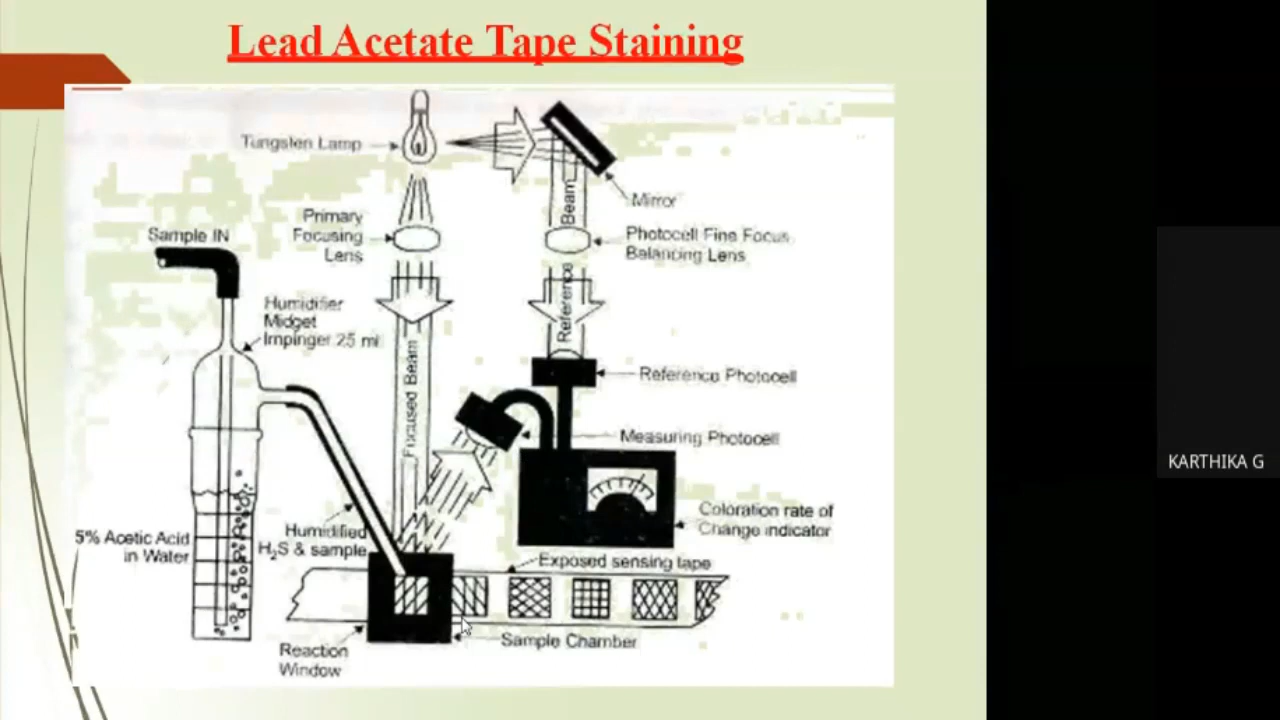 Lead Acetate Tape Staining
Tungsten Lamp
Mirror
Primary
Focusing
Lens
Beam
Photocell Fine Focus
Balancing Lens
Sample IN
Humidifier
Midget
Impinger 25 ml
Reference
Focused Beam
Reference Photocell
Measuring Photocell
KARTHIKA G
Coloration rate of
Change indicator
5% Acetic Acid
in Water
Humidified
H₂S & sample
Exposed sensing tape
Sample Chamber
Reaction
Window